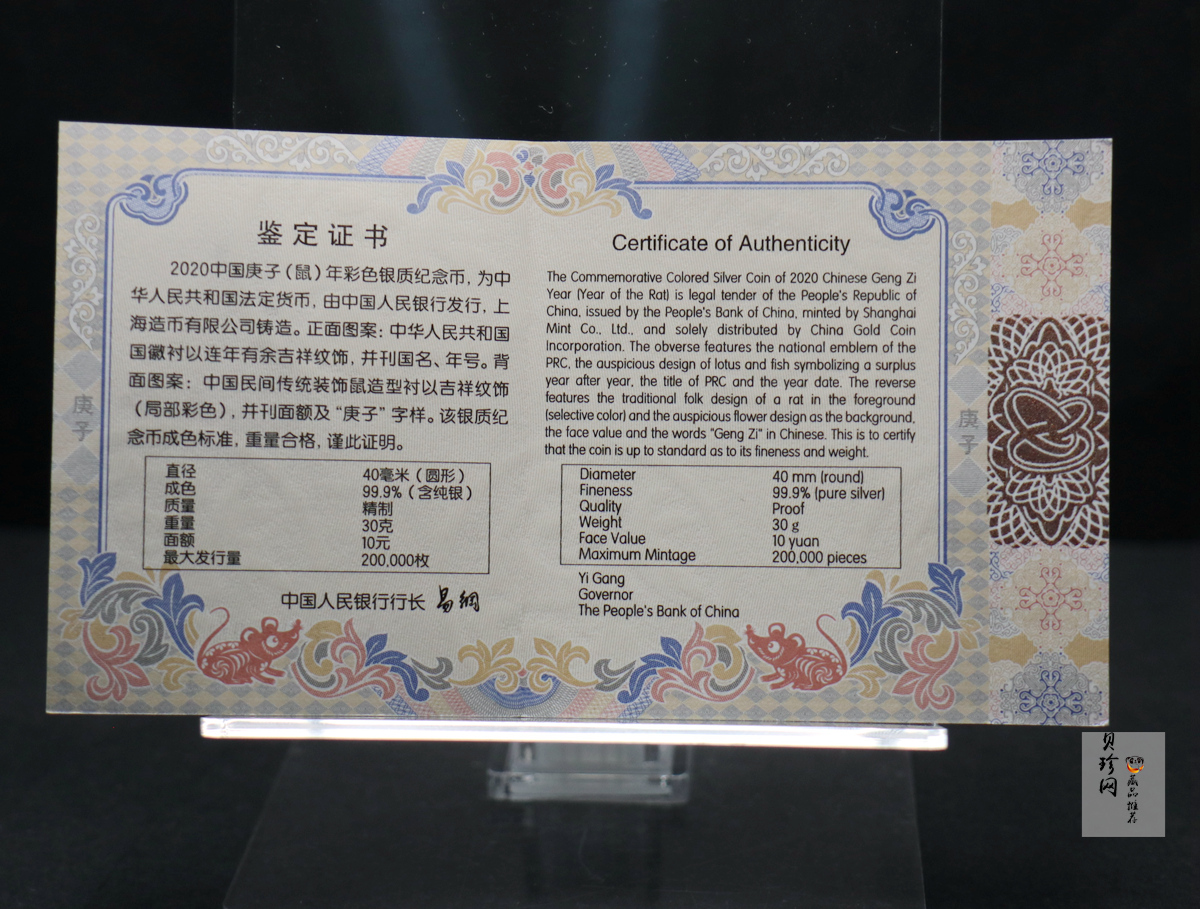 鉴定证书
2020中国庚子（鼠）年彩色银质纪念币，为中
华人民共和国法定货币，由中国人民银行发行，上
海造币有限公司铸造。正面图案：中华人民共和国
国徽衬以连年有余吉祥纹饰，并刊国名、年号。背
面图案：中国民间传统装饰鼠造型衬以吉祥纹饰
（局部彩色），并刊面额及“庚子”字样。该银质纪
念币成色标准，重量合格，谨此证明。
直径 40毫米（圆形）
成色 99.9%（含纯银）
质量 精制
重量 30克
面额 10元
最大发行量 200,000枚
中国人民银行行长 易纲
庚子
Certificate of Authenticity
The Commemorative Colored Silver Coin of 2020 Chinese Geng Zi
Year (Year of the Rat) is legal tender of the People's Republic of
China, issued by the People's Bank of China, minted by Shanghai
Mint Co., Ltd., and solely distributed by China Gold Coin
Incorporation. The obverse features the national emblem of the
PRC, the auspicious design of lotus and fish symbolizing a surplus
year after year, the title of PRC and the year date. The reverse
features the traditional folk design of a rat in the foreground
(selective color) and the auspicious flower design as the background,
the face value and the words "Geng Zi" in Chinese. This is to certify
that the coin is up to standard as to its fineness and weight.
Diameter 40 mm (round)
Fineness 99.9% (pure silver)
Quality Proof
Weight 30 g
Face Value 10 yuan
Maximum Mintage 200,000 pieces
Yi Gang
Governor
The People's Bank of China
庚子
贝珍网
藏品推荐